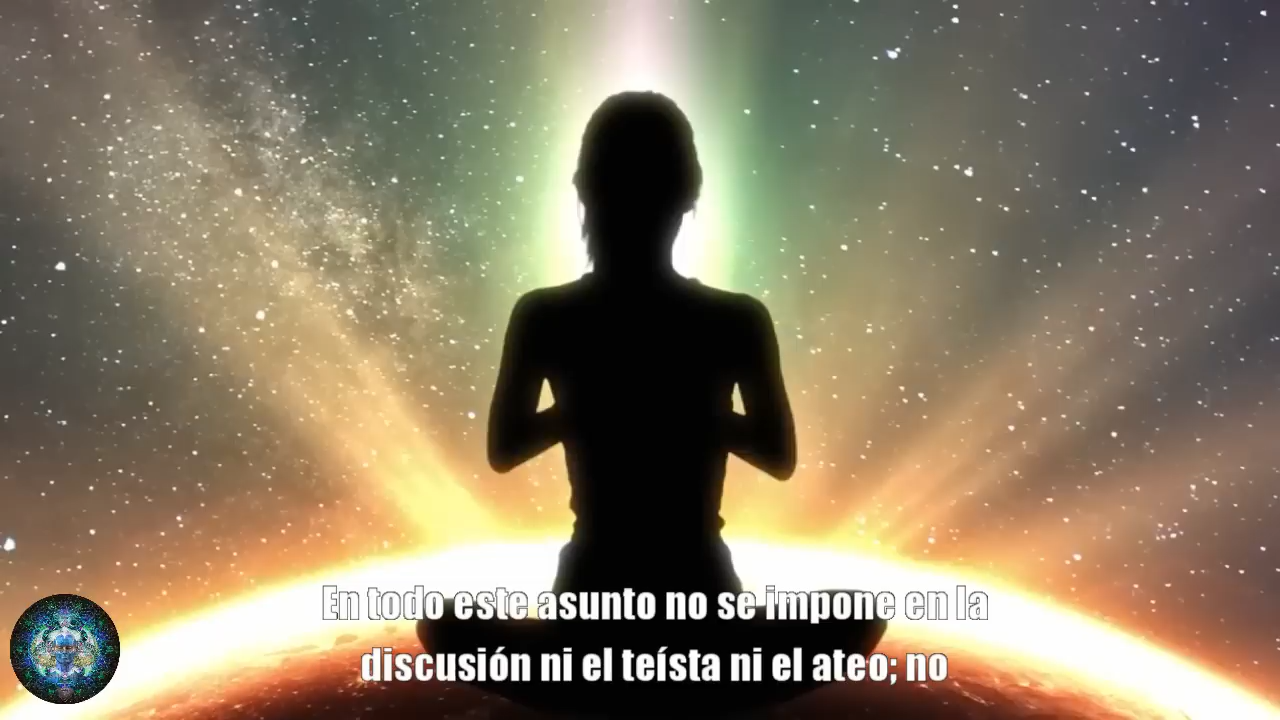 En todo este asunto no se impone en la
discusión ni el teísta ni el ateo; no